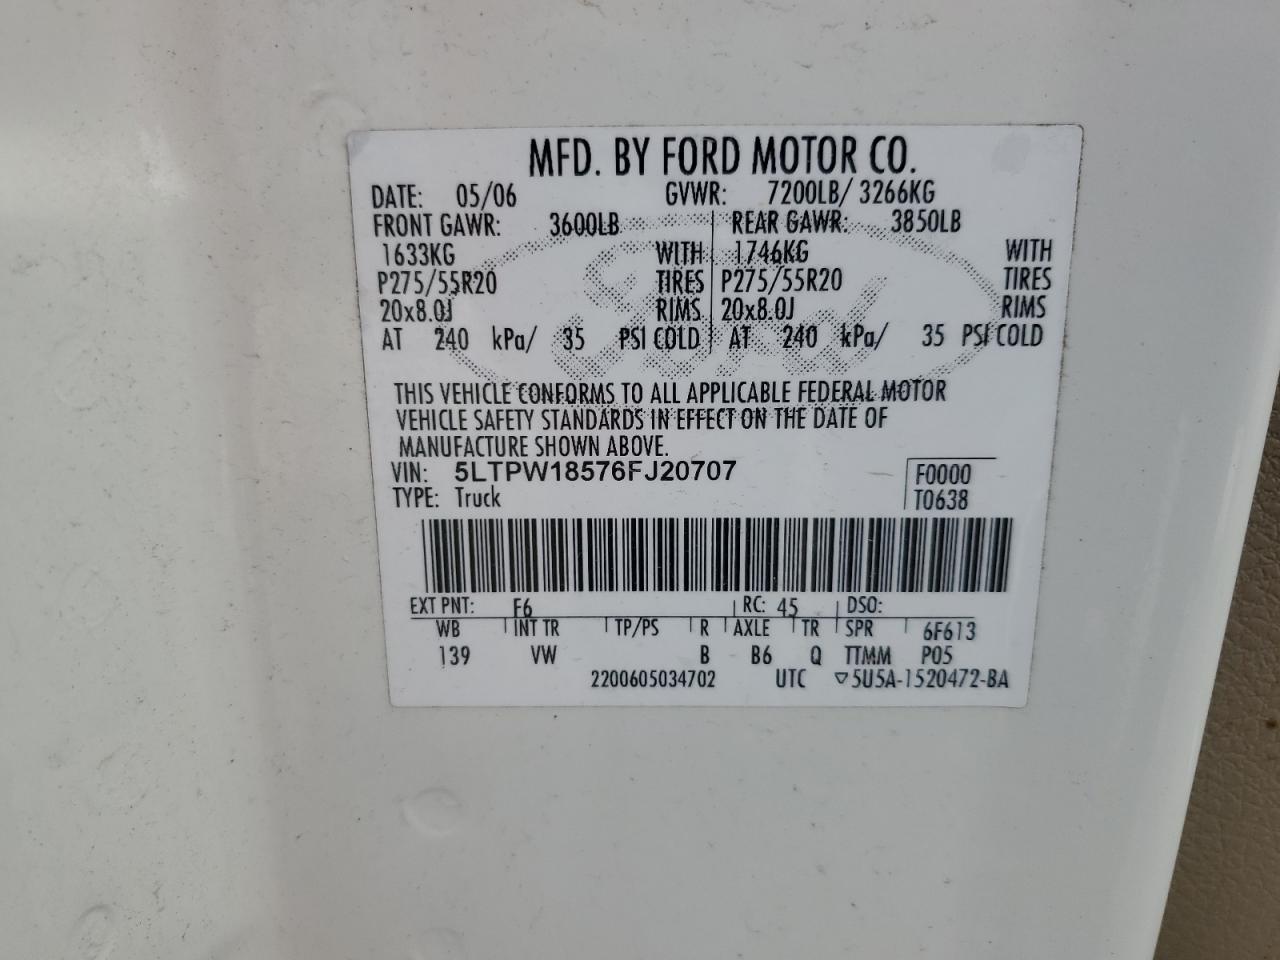 MFD. BY FORD MOTOR CO.
DATE: 05/06 GVWR: 7200LB/ 3266KG
FRONT GAWR: 3600LB REAR GAWR: 3850LB
1633KG WITH 1746KG WITH
P275/55R20 TIRES P275/55R20 TIRES
20x8.0J RIMS 20x8.0J RIMS
AT 240 kPa/ 35 PSI COLD AT 240 kPa/ 35 PSI COLD
Ford
THIS VEHICLE CONFORMS TO ALL APPLICABLE FEDERAL MOTOR
VEHICLE SAFETY STANDARDS IN EFFECT ON THE DATE OF
MANUFACTURE SHOWN ABOVE.
VIN: 5LTPW18576FJ20707 F0000
TYPE: Truck T0638
EXT PNT: F6 RC: 45 DSO:
WB INT TR TP/PS R AXLE TR SPR 6F613
139 VW B B6 Q TTMM P05
2200605034702 UTC ▽5U5A-1520472-BA